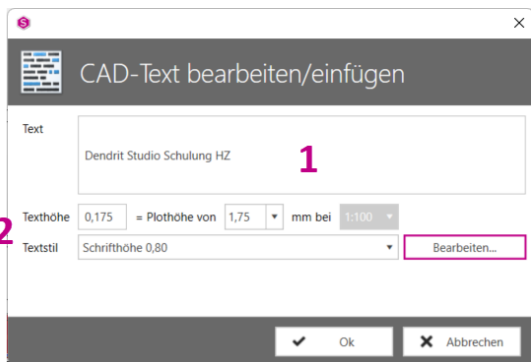 S
CAD-Text bearbeiten/einfügen
Text
Dendrit Studio Schulung HZ
1
Texthöhe 0,175 = Plothöhe von 1,75 mm bei 1:100
2
Textstil Schrifthöhe 0,80 Bearbeiten...
Ok Abbrechen